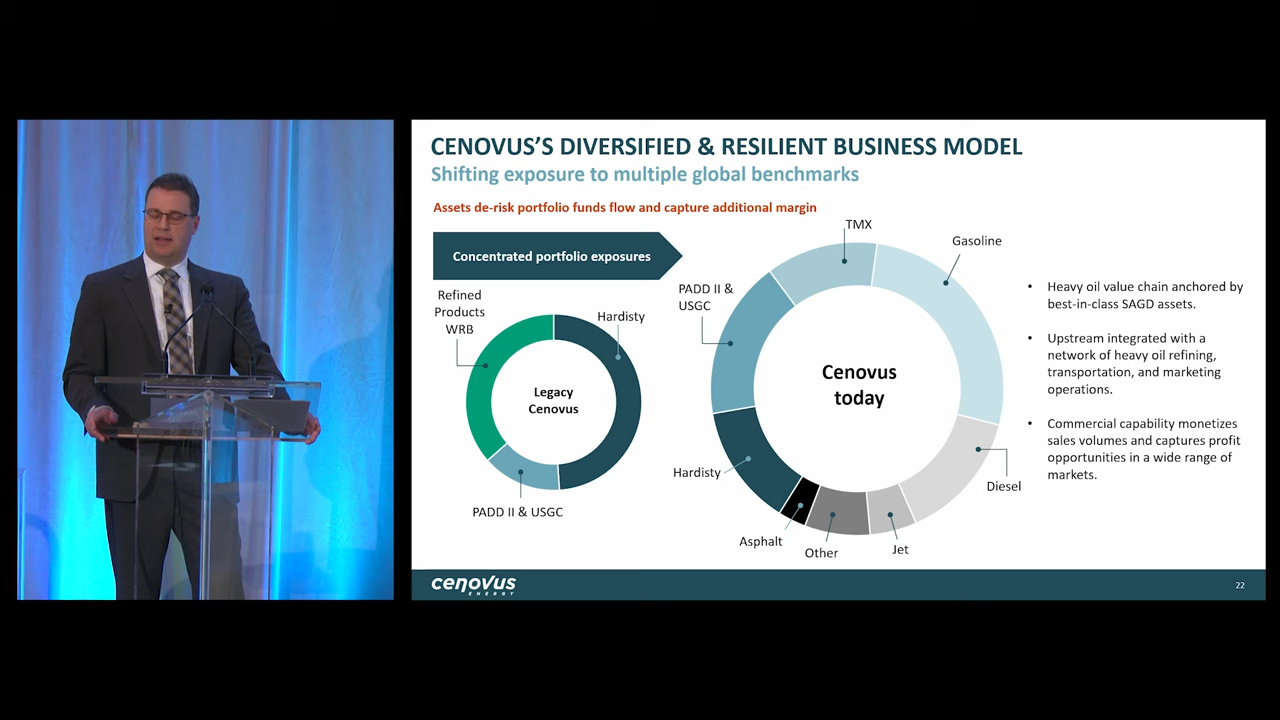 CENOVUS'S DIVERSIFIED & RESILIENT BUSINESS MODEL
Shifting exposure to multiple global benchmarks
Assets de-risk portfolio funds flow and capture additional margin
Concentrated portfolio exposures
Refined
Products
WRB
Hardisty
Legacy
Cenovus
PADD II & USGC
TMX
Gasoline
PADD II &
USGC
Cenovus
today
Hardisty
Diesel
Asphalt
Other
Jet
• Heavy oil value chain anchored by
best-in-class SAGD assets.
• Upstream integrated with a
network of heavy oil refining,
transportation, and marketing
operations.
• Commercial capability monetizes
sales volumes and captures profit
opportunities in a wide range of
markets.
cenovus
ENERGY
22